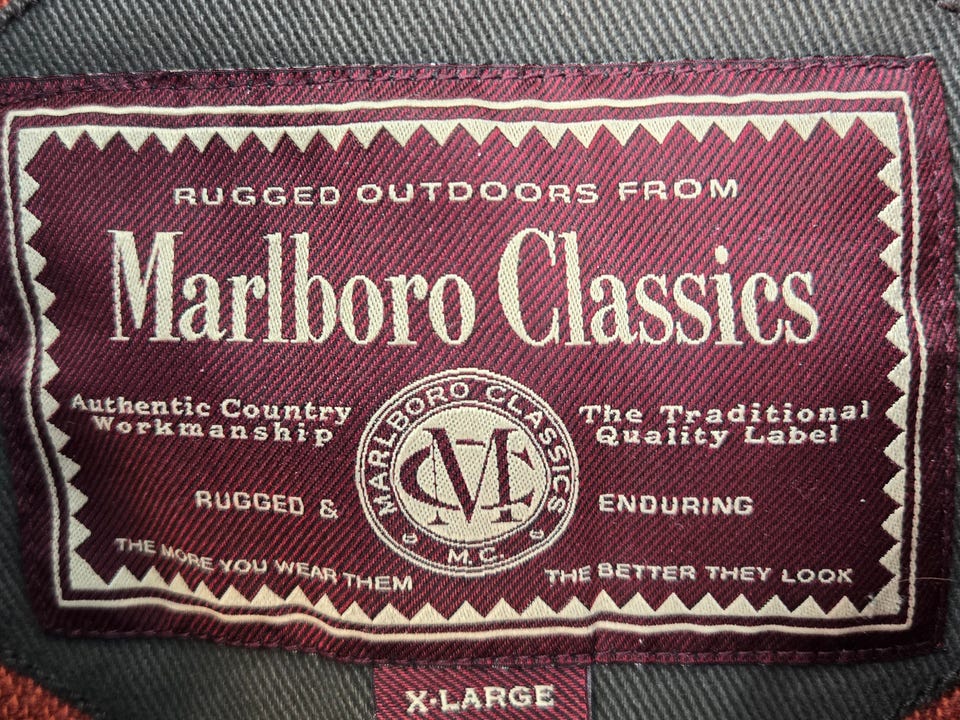 RUGGED OUTDOORS FROM
Marlboro Classics
Authentic Country
Workmanship
MARLBORO CLASSICS
MC
M.C.
The Traditional
Quality Label
RUGGED & ENDURING
THE MORE YOU WEAR THEM THE BETTER THEY LOOK
X-LARGE